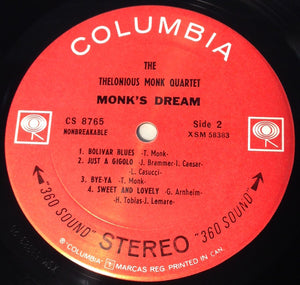 COLUMBIA
THE
THELONIOUS MONK QUARTET
MONK'S DREAM
CS 8765
NONBREAKABLE
Side 2
XSM 58383
1. BOLIVAR BLUES -T. Monk-
2. JUST A GIGOLO - J. Brammer-I. Caeser-
L. Casucci-
3. BYE-YA -T. Monk-
4. SWEET AND LOVELY - G. Arnheim-
H. Tobias-J. Lemare-
"360 SOUND" STEREO "360 SOUND"
® "COLUMBIA" MARCAS REG. PRINTED IN CAN.